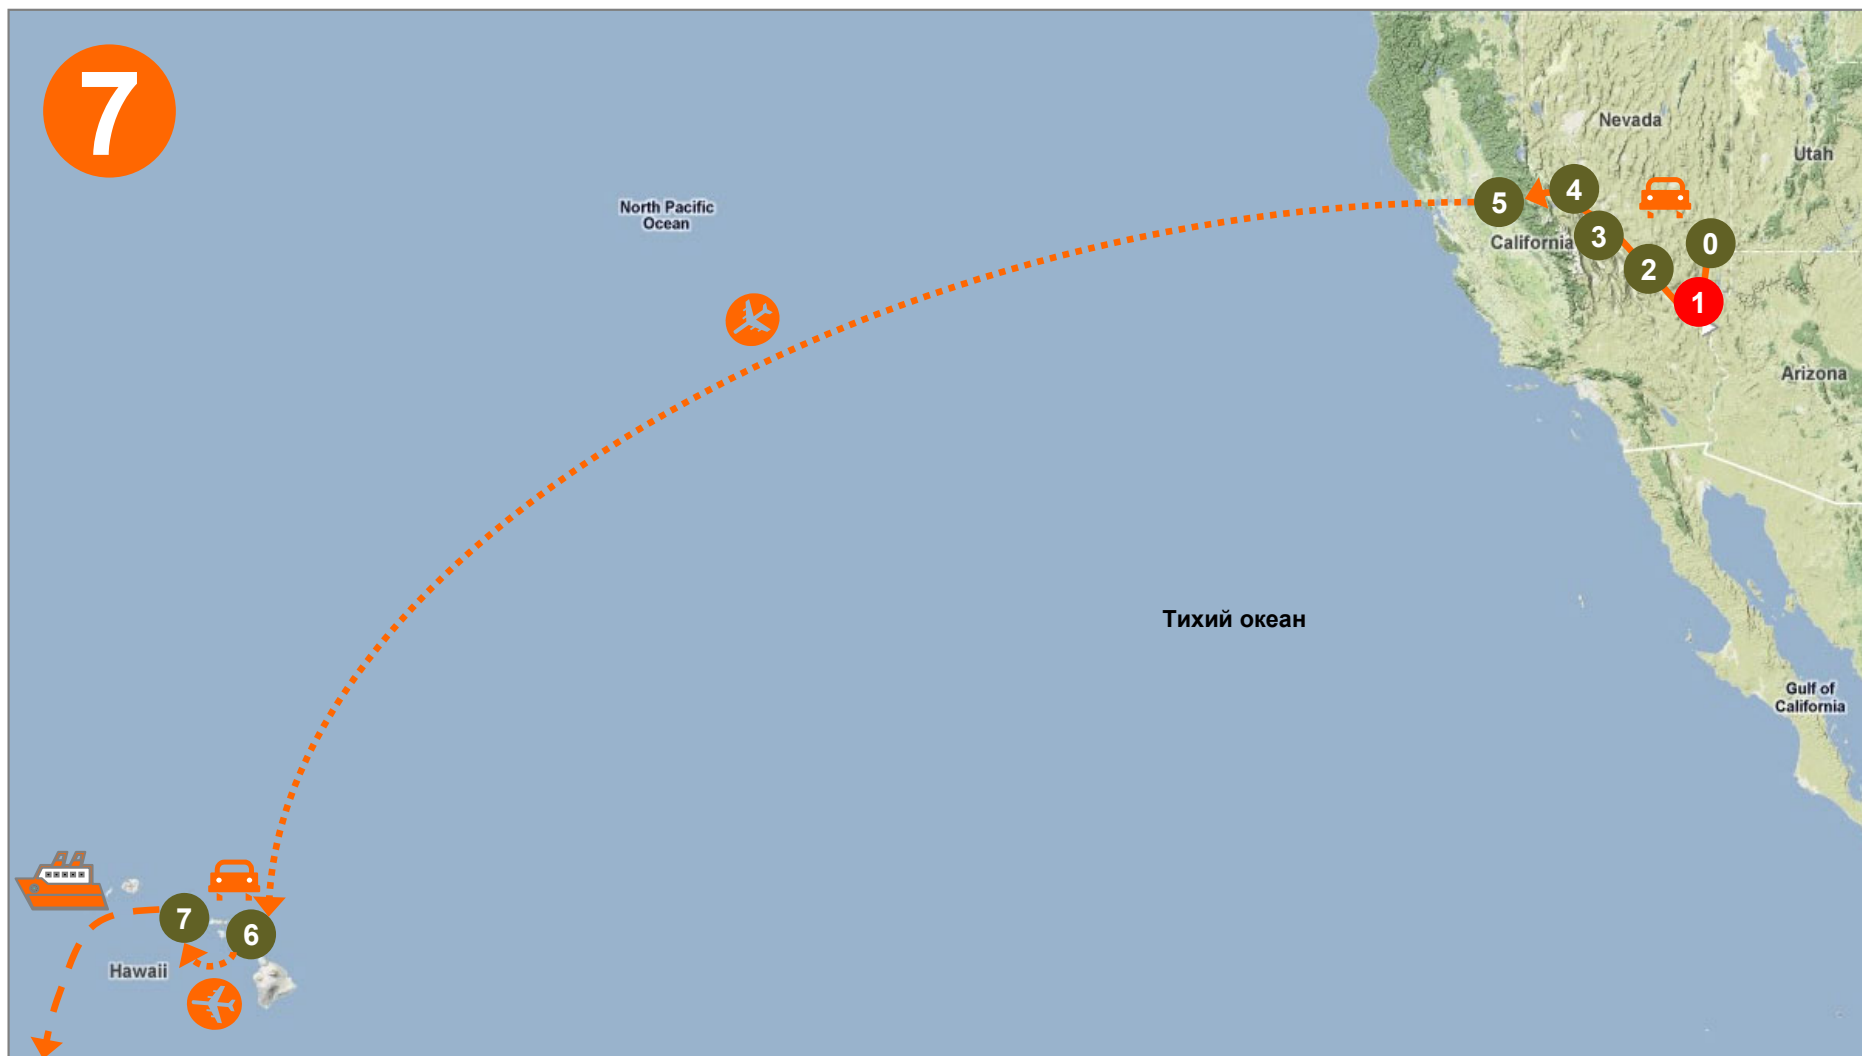 7
Nevada
Utah
North Pacific
Ocean
4
5
3
California
0
2
1
Arizona
Тихий океан
Gulf of
California
7
6
Hawaii